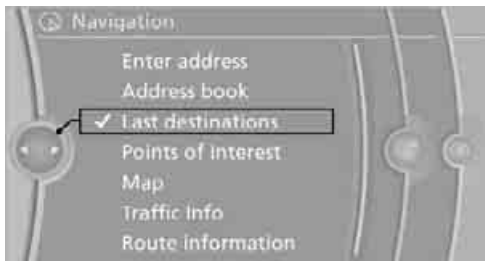 Navigation
Enter address
Address book
✓ Last destinations
Points of interest
Map
Traffic Info
Route information